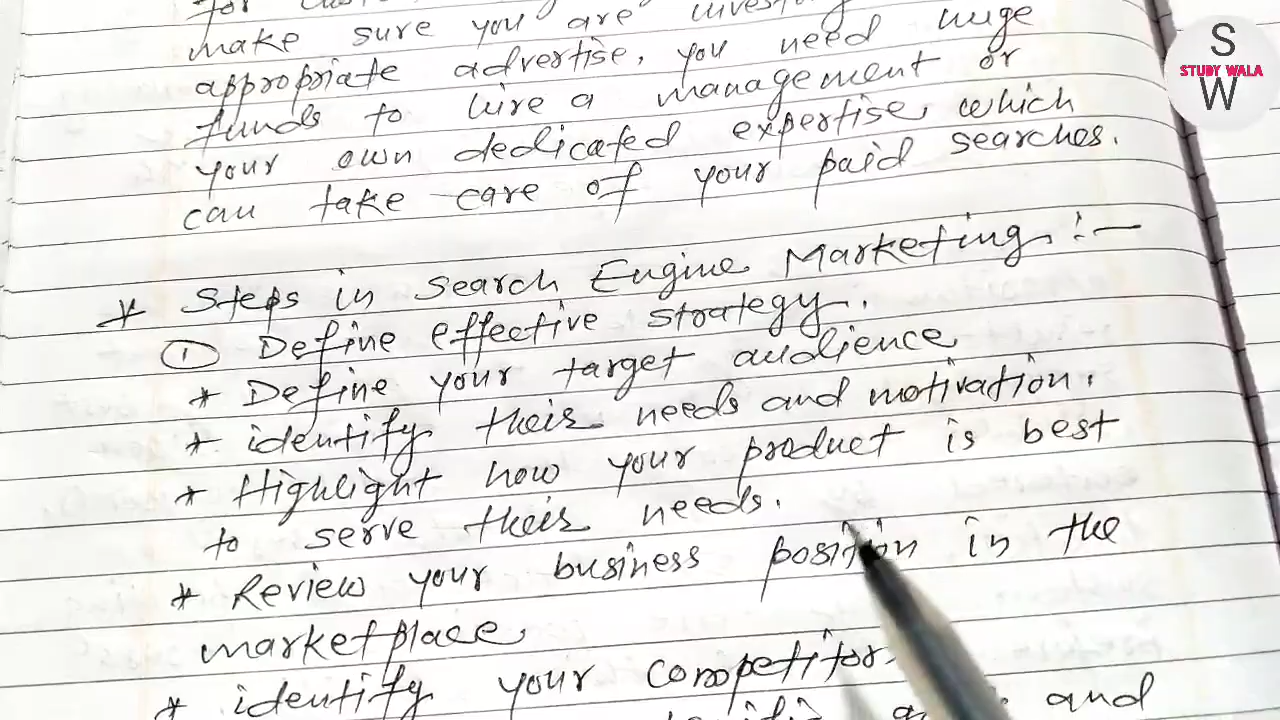 for
make sure you are
appropriate advertise, you need huge
funds to hire a management or
your own dedicated expertise, which
can take care of your paid searches.
* Steps in Search Engine Marketing :-
① Define effective strategy.
* Define your target audience
* identify their needs and motivation.
* Highlight how your product is best
to serve their needs.
* Review your business position in the
marketplace
* identify your competitor.
and
S
STUDY WALA
W